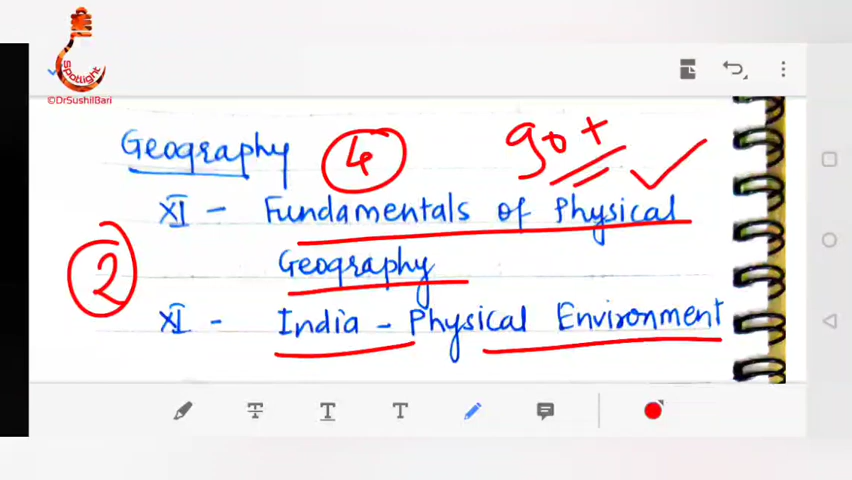 Spotlight
©DrSushilBari
Geography 4 90+
XI - Fundamentals of Physical
2
Geography
XI - India - Physical Environment
T T T